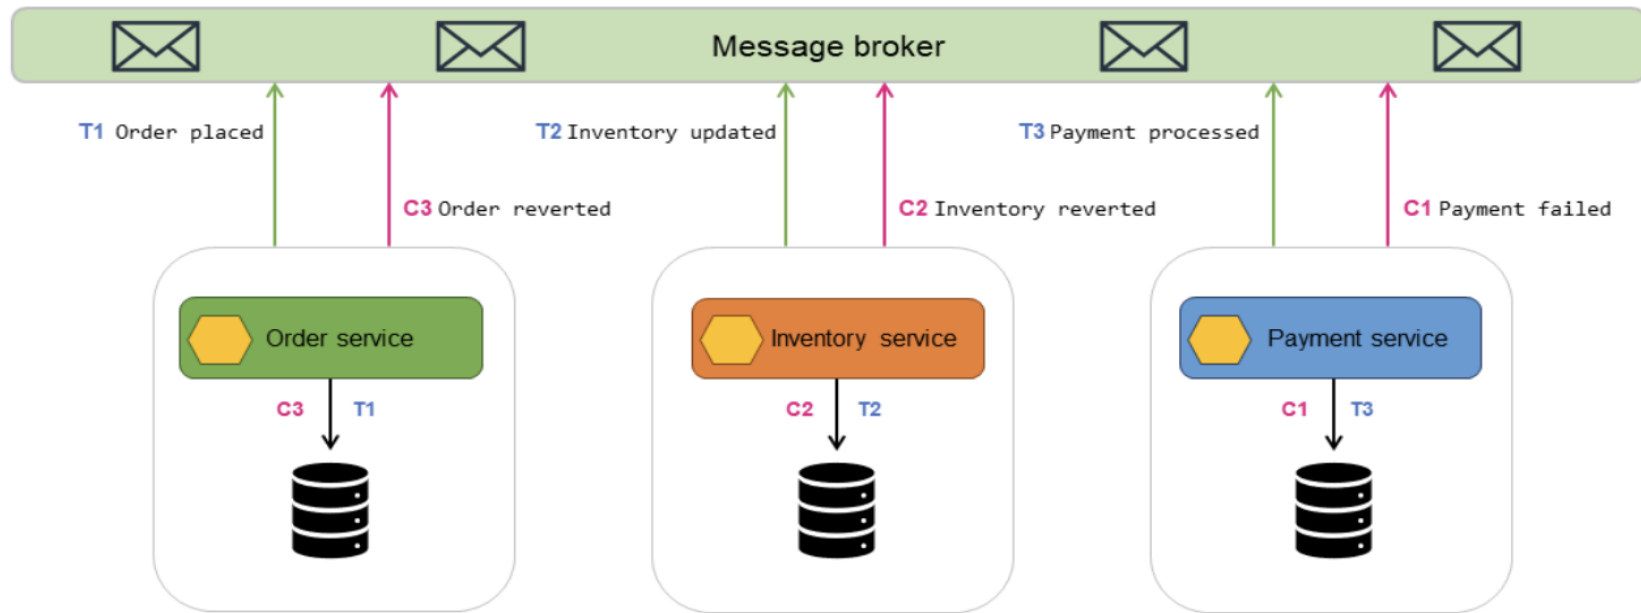 Message broker
T1 Order placed
T2 Inventory updated
T3 Payment processed
C3 Order reverted
C2 Inventory reverted
C1 Payment failed
Order service
Inventory service
Payment service
C3 T1
C2 T2
C1 T3